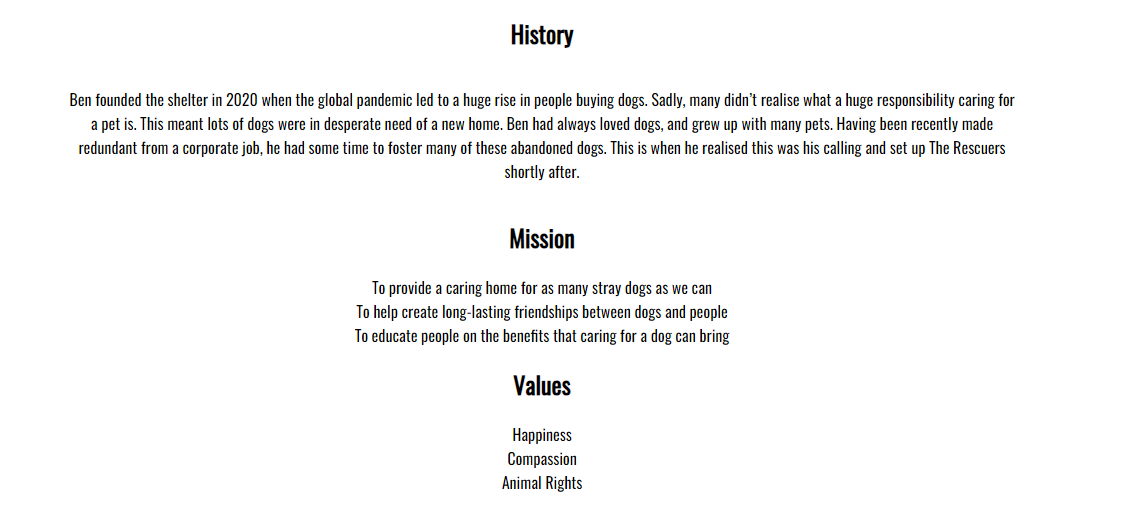 History
Ben founded the shelter in 2020 when the global pandemic led to a huge rise in people buying dogs. Sadly, many didn’t realise what a huge responsibility caring for
a pet is. This meant lots of dogs were in desperate need of a new home. Ben had always loved dogs, and grew up with many pets. Having been recently made
redundant from a corporate job, he had some time to foster many of these abandoned dogs. This is when he realised this was his calling and set up The Rescuers
shortly after.
Mission
To provide a caring home for as many stray dogs as we can
To help create long-lasting friendships between dogs and people
To educate people on the benefits that caring for a dog can bring
Values
Happiness
Compassion
Animal Rights